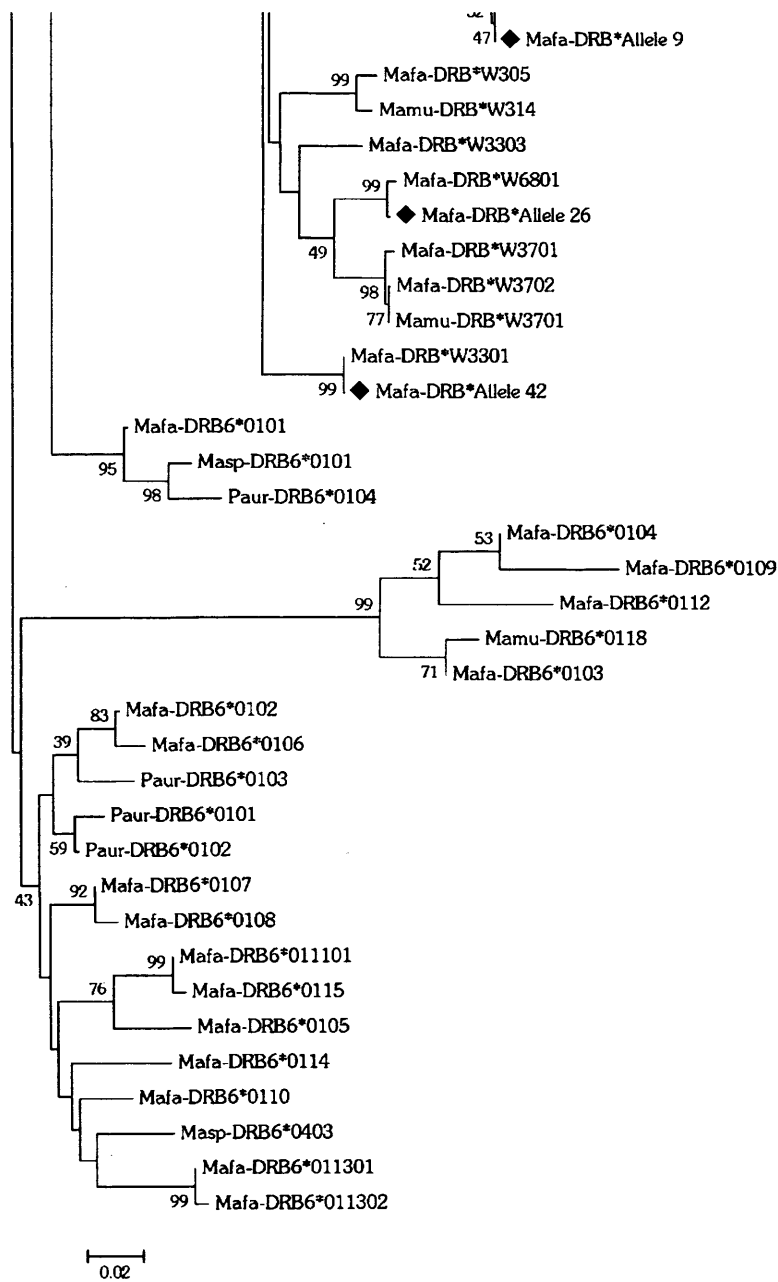 47 ◆ Mafa-DRB*Allele 9
99 Mafa-DRB*W305
Mamu-DRB*W314
Mafa-DRB*W3303
99 Mafa-DRB*W6801
◆ Mafa-DRB*Allele 26
49 Mafa-DRB*W3701
98 Mafa-DRB*W3702
77 Mamu-DRB*W3701
Mafa-DRB*W3301
99 ◆ Mafa-DRB*Allele 42
Mafa-DRB6*0101
95 Masp-DRB6*0101
98 Paur-DRB6*0104
53 Mafa-DRB6*0104
52 Mafa-DRB6*0109
99 Mafa-DRB6*0112
Mamu-DRB6*0118
71 Mafa-DRB6*0103
83 Mafa-DRB6*0102
39 Mafa-DRB6*0106
Paur-DRB6*0103
Paur-DRB6*0101
59 Paur-DRB6*0102
43 92 Mafa-DRB6*0107
Mafa-DRB6*0108
99 Mafa-DRB6*011101
76 Mafa-DRB6*0115
Mafa-DRB6*0105
Mafa-DRB6*0114
Mafa-DRB6*0110
Masp-DRB6*0403
Mafa-DRB6*011301
99 Mafa-DRB6*011302
0.02